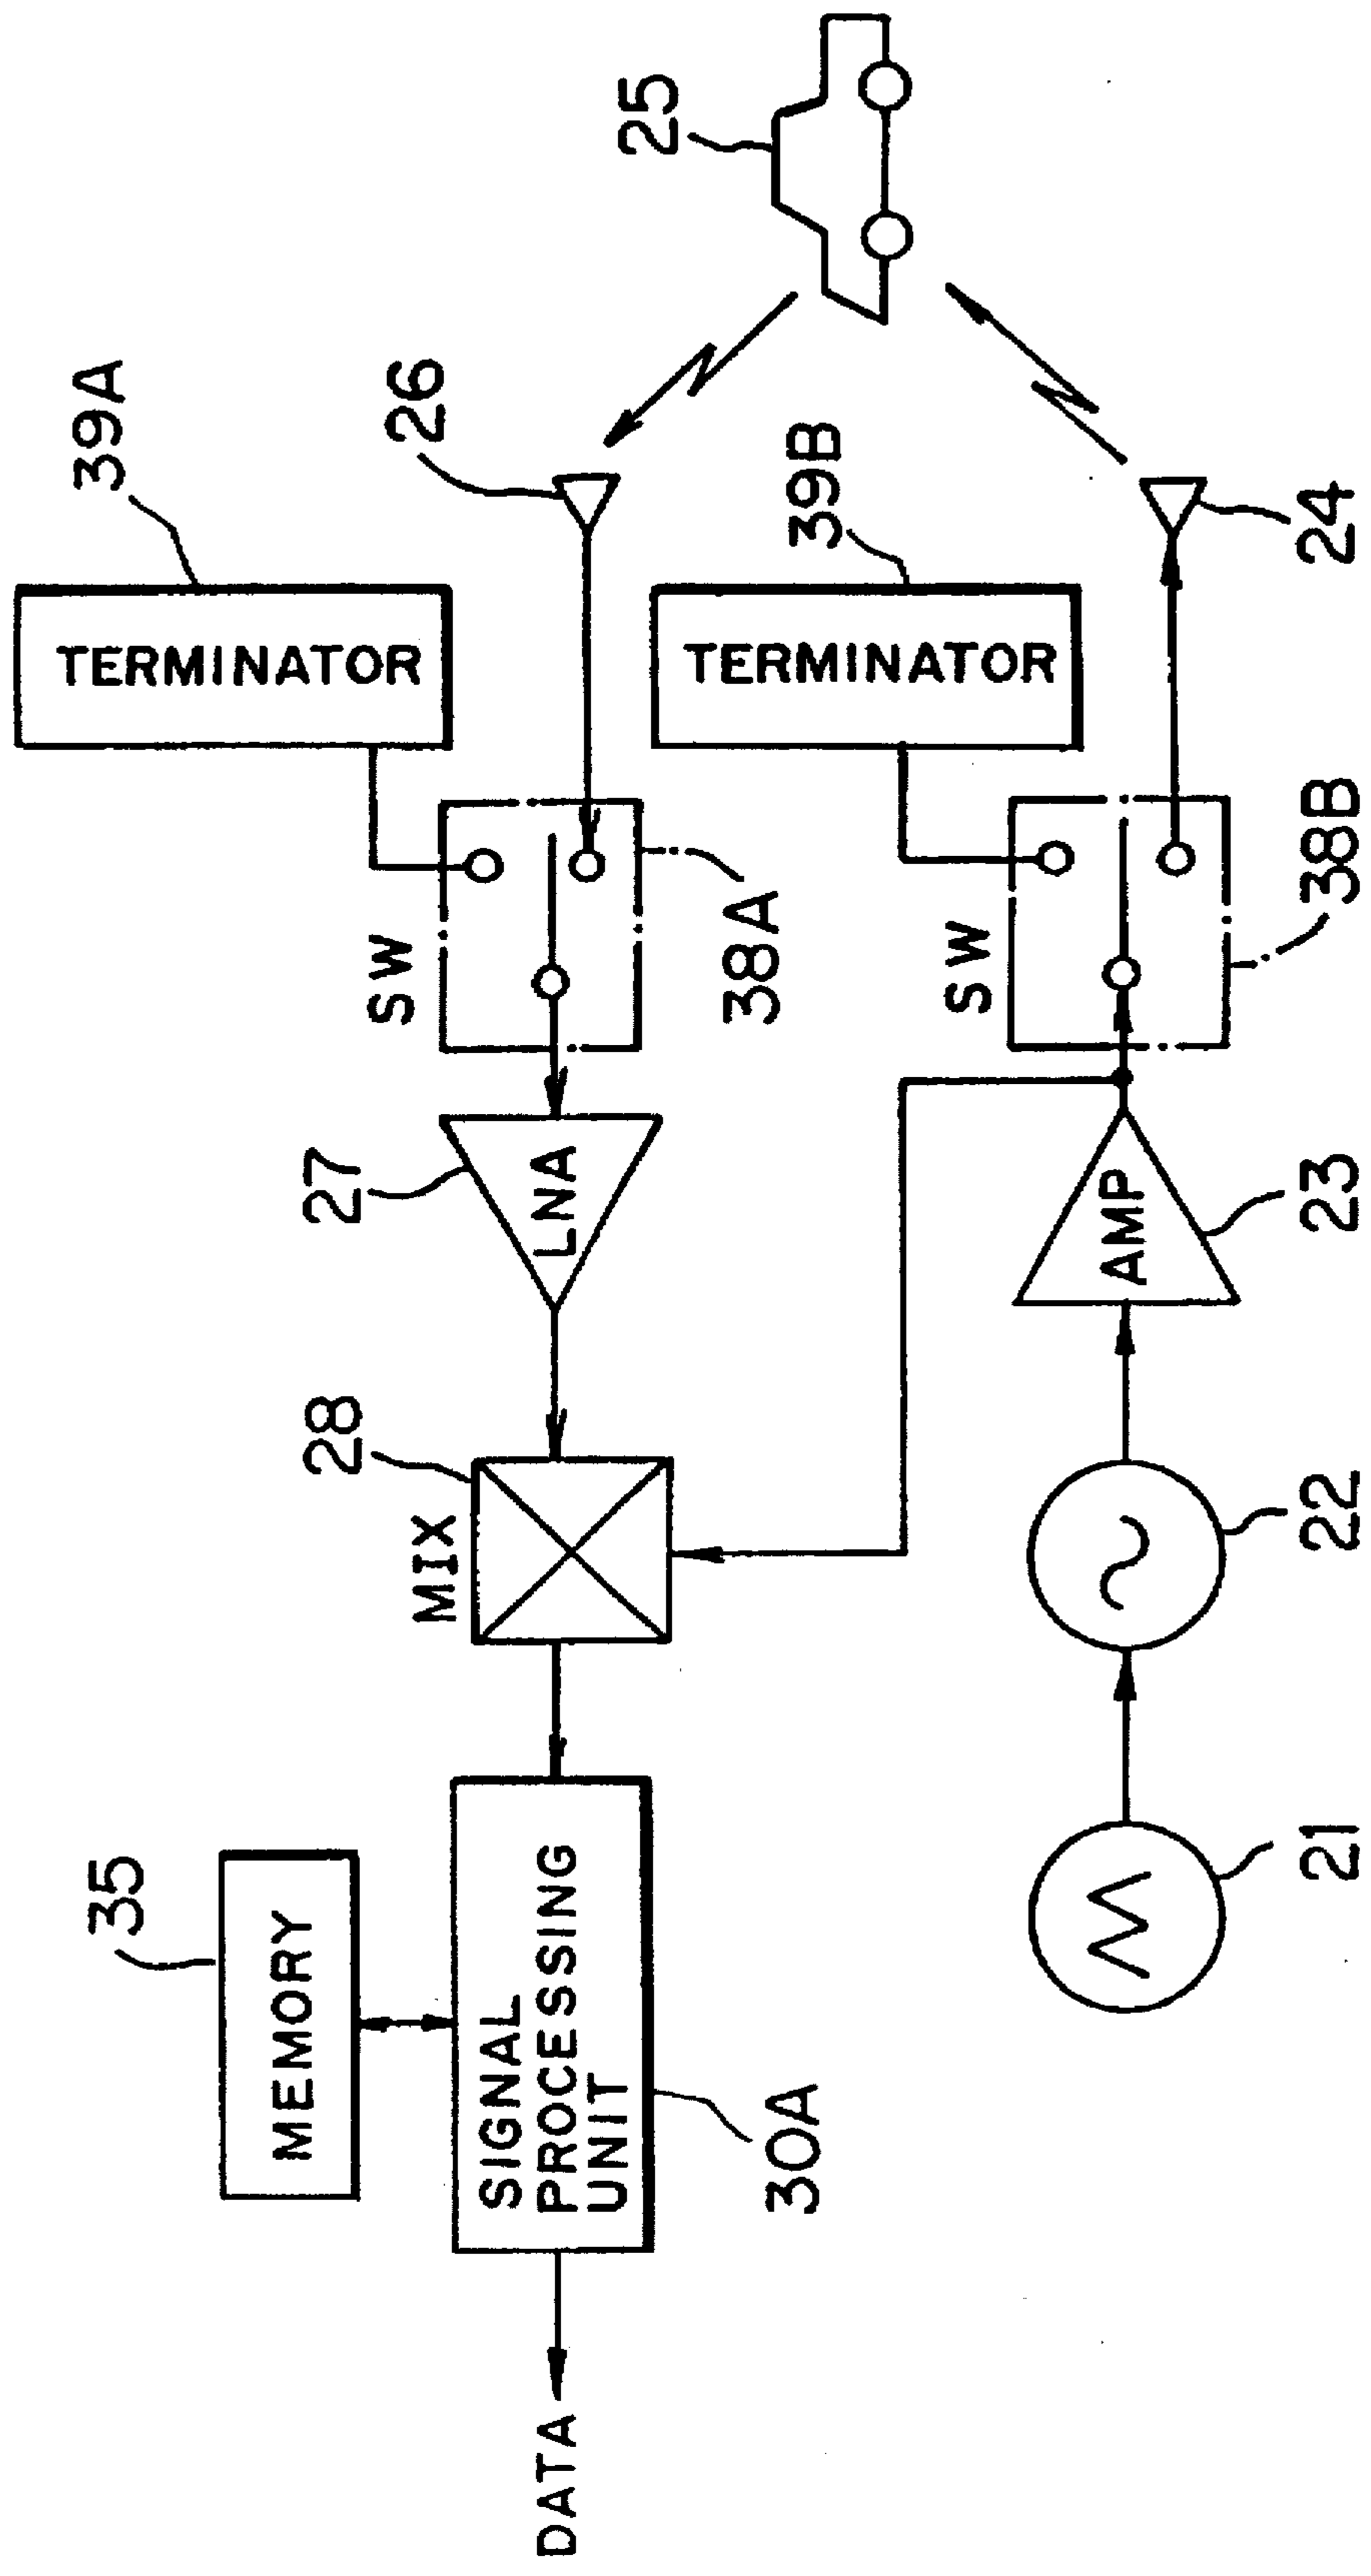 39A
TERMINATOR
26
25
SW
38A
27
LNA
28
MIX
35
MEMORY
SIGNAL
PROCESSING
UNIT
30A
DATA
39B
TERMINATOR
24
SW
38B
AMP
23
22
21